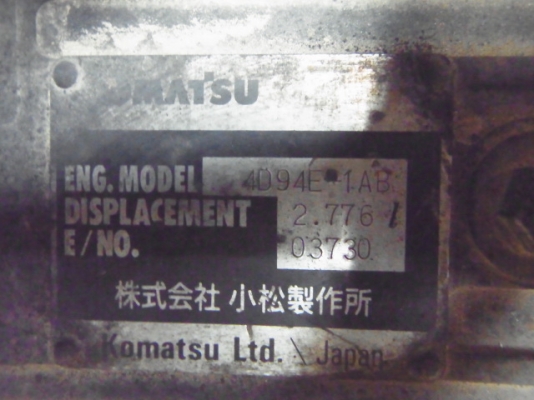 KOMATSU
ENG. MODEL 4D94E-1AB
DISPLACEMENT 2.776 l
E/NO. 03730
株式会社 小松製作所
Komatsu Ltd. Japan